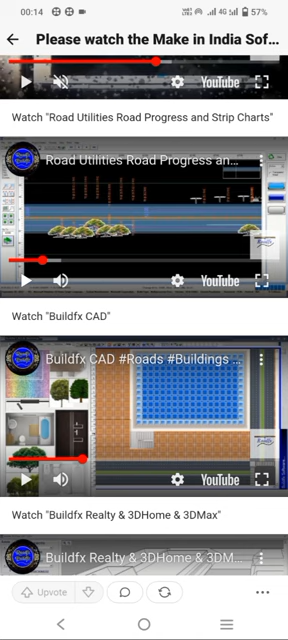 00:14
57%
Please watch the Make in India Sof...
YouTube
Watch "Road Utilities Road Progress and Strip Charts"
Road Utilities Road Progress an...
YouTube
Watch "Buildfx CAD"
Buildfx CAD #Roads #Buildings ...
YouTube
Watch "Buildfx Realty & 3DHome & 3DMax"
Buildfx Realty & 3DHome & 3DM...
Upvote